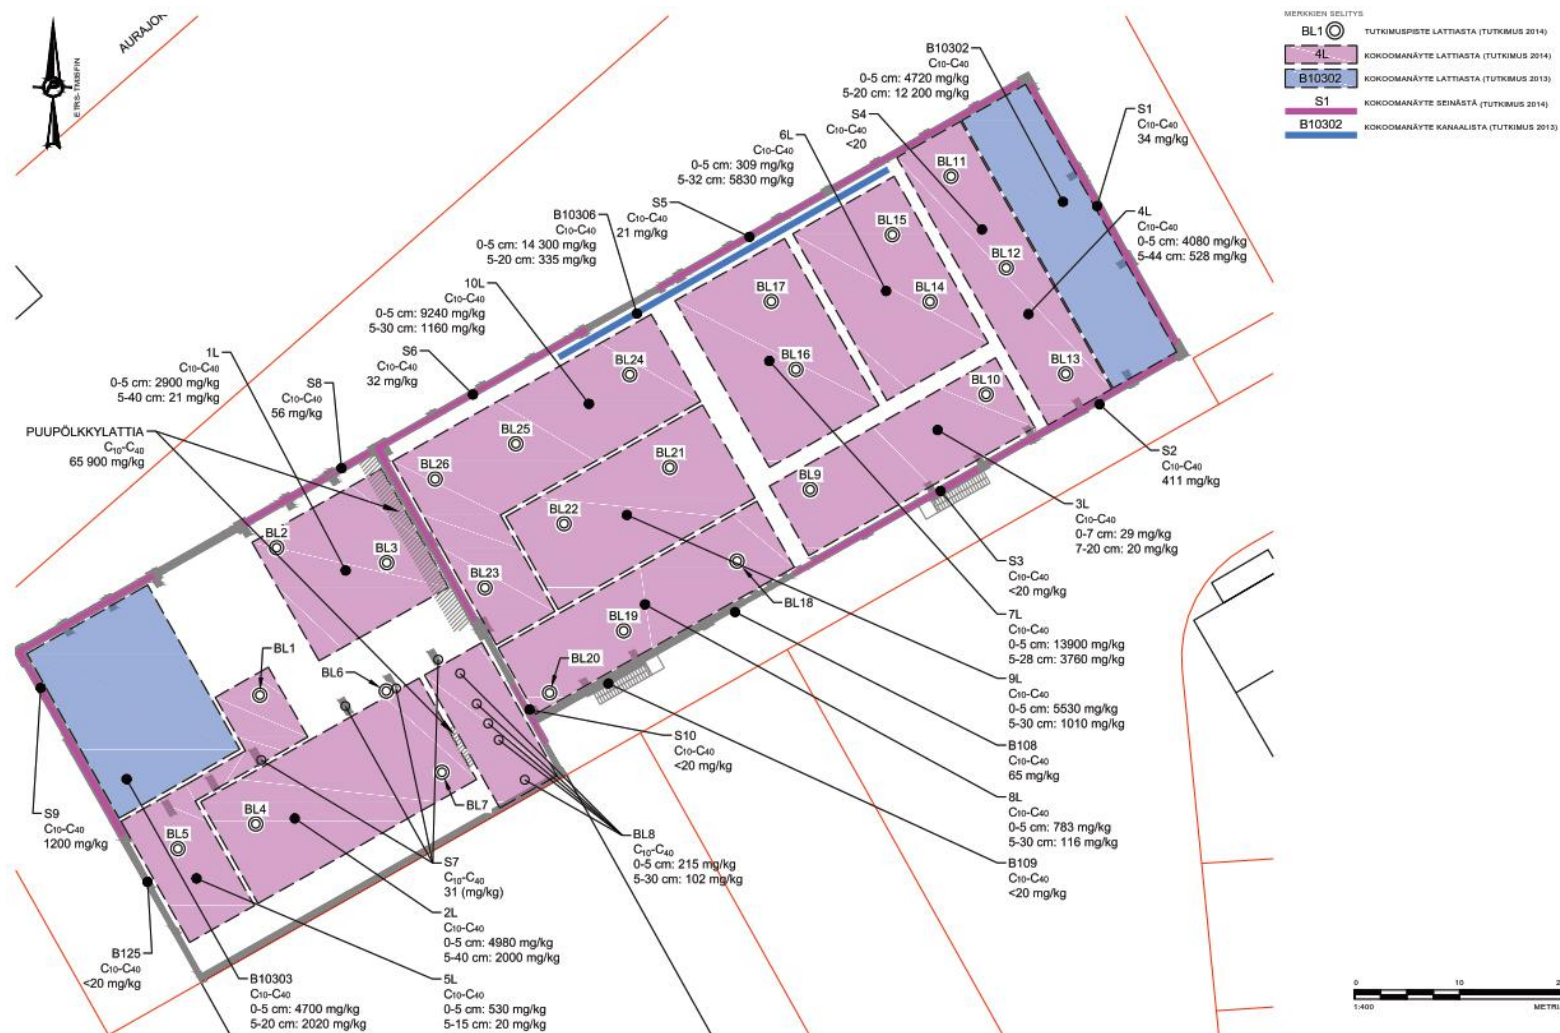 AURAJOK
ETRS-TM35FIN
MERKKIEN SELITYS
BL1
TUTKIMUSPISTE LATTIASTA (TUTKIMUS 2014)
4L
KOKOOMANÄYTE LATTIASTA (TUTKIMUS 2014)
B10302
KOKOOMANÄYTE LATTIASTA (TUTKIMUS 2013)
S1
KOKOOMANÄYTE SEINÄSTÄ (TUTKIMUS 2014)
B10302
KOKOOMANÄYTE KANAALISTA (TUTKIMUS 2013)
B10302
C10-C40
0-5 cm: 4720 mg/kg
5-20 cm: 12 200 mg/kg
S1
C10-C40
34 mg/kg
S4
C10-C40
<20
6L
C10-C40
0-5 cm: 309 mg/kg
5-32 cm: 5830 mg/kg
4L
C10-C40
0-5 cm: 4080 mg/kg
5-44 cm: 528 mg/kg
S5
C10-C40
21 mg/kg
B10306
C10-C40
0-5 cm: 14 300 mg/kg
5-20 cm: 335 mg/kg
10L
C10-C40
0-5 cm: 9240 mg/kg
5-30 cm: 1160 mg/kg
S6
C10-C40
32 mg/kg
1L
C10-C40
0-5 cm: 2900 mg/kg
5-40 cm: 21 mg/kg
S8
C10-C40
56 mg/kg
PUUPÖLKKYLATTIA
C10-C40
65 900 mg/kg
BL11
BL15
BL12
BL17
BL14
BL16
BL13
BL24
BL10
BL25
BL21
BL26
BL9
BL22
BL2
BL3
BL23
BL18
BL19
BL1
BL6
BL20
BL7
BL4
BL5
S2
C10-C40
411 mg/kg
3L
C10-C40
0-7 cm: 29 mg/kg
7-20 cm: 20 mg/kg
S3
C10-C40
<20 mg/kg
7L
C10-C40
0-5 cm: 13900 mg/kg
5-28 cm: 3760 mg/kg
9L
C10-C40
0-5 cm: 5530 mg/kg
5-30 cm: 1010 mg/kg
B108
C10-C40
65 mg/kg
8L
C10-C40
0-5 cm: 783 mg/kg
5-30 cm: 116 mg/kg
B109
C10-C40
<20 mg/kg
S10
C10-C40
<20 mg/kg
BL8
C10-C40
0-5 cm: 215 mg/kg
5-30 cm: 102 mg/kg
S9
C10-C40
1200 mg/kg
S7
C10-C40
31 (mg/kg)
2L
C10-C40
0-5 cm: 4980 mg/kg
5-40 cm: 2000 mg/kg
B125
C10-C40
<20 mg/kg
B10303
C10-C40
0-5 cm: 4700 mg/kg
5-20 cm: 2020 mg/kg
5L
C10-C40
0-5 cm: 530 mg/kg
5-15 cm: 20 mg/kg
0 10 2
1:400 METRI